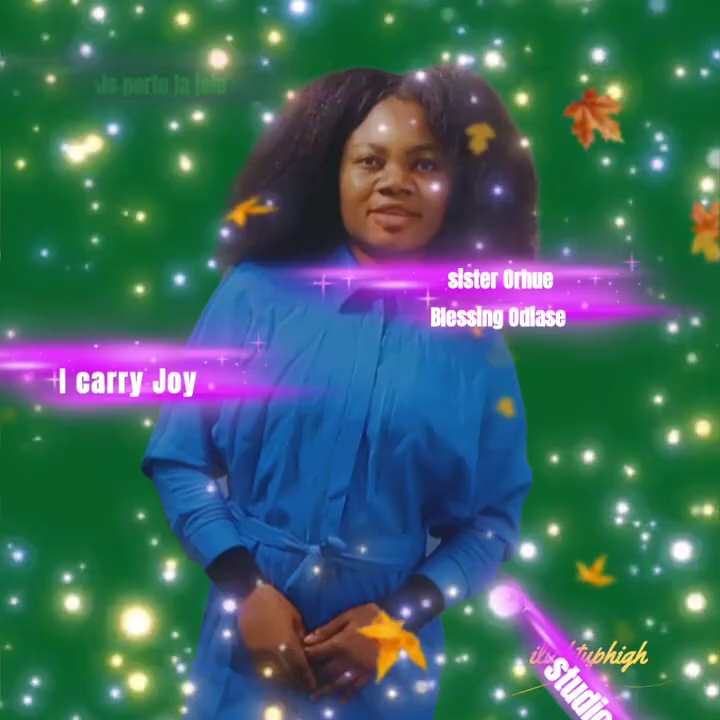 Je porte la joie
sister Orhue
Blessing Odiase
I carry Joy
Studio